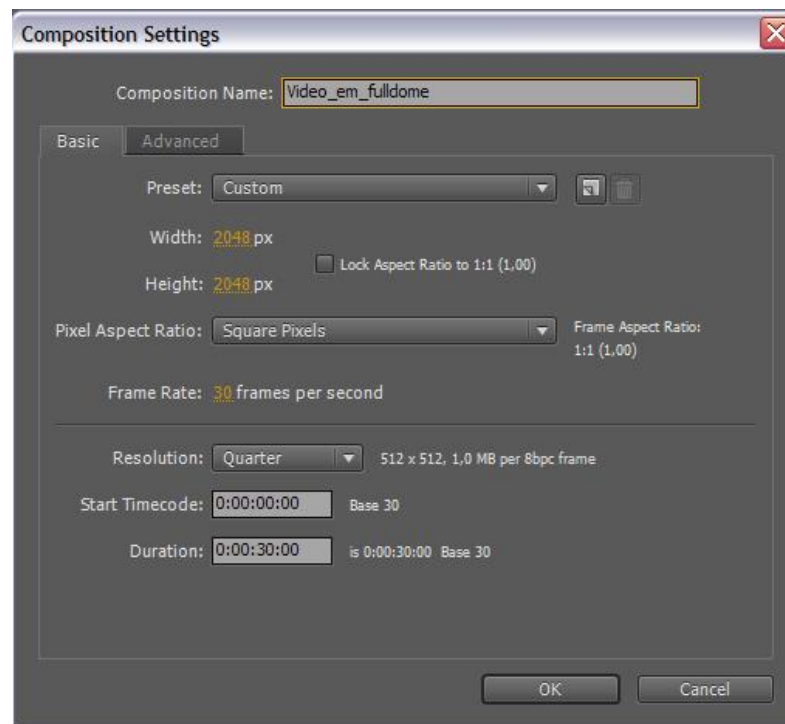 Composition Settings
Composition Name: Video_em_fulldome
Basic Advanced
Preset: Custom
Width: 2048 px
Lock Aspect Ratio to 1:1 (1,00)
Height: 2048 px
Pixel Aspect Ratio: Square Pixels Frame Aspect Ratio:
1:1 (1,00)
Frame Rate: 30 frames per second
Resolution: Quarter 512 x 512, 1,0 MB per 8bpc frame
Start Timecode: 0:00:00:00 Base 30
Duration: 0:00:30:00 is 0:00:30:00 Base 30
OK Cancel